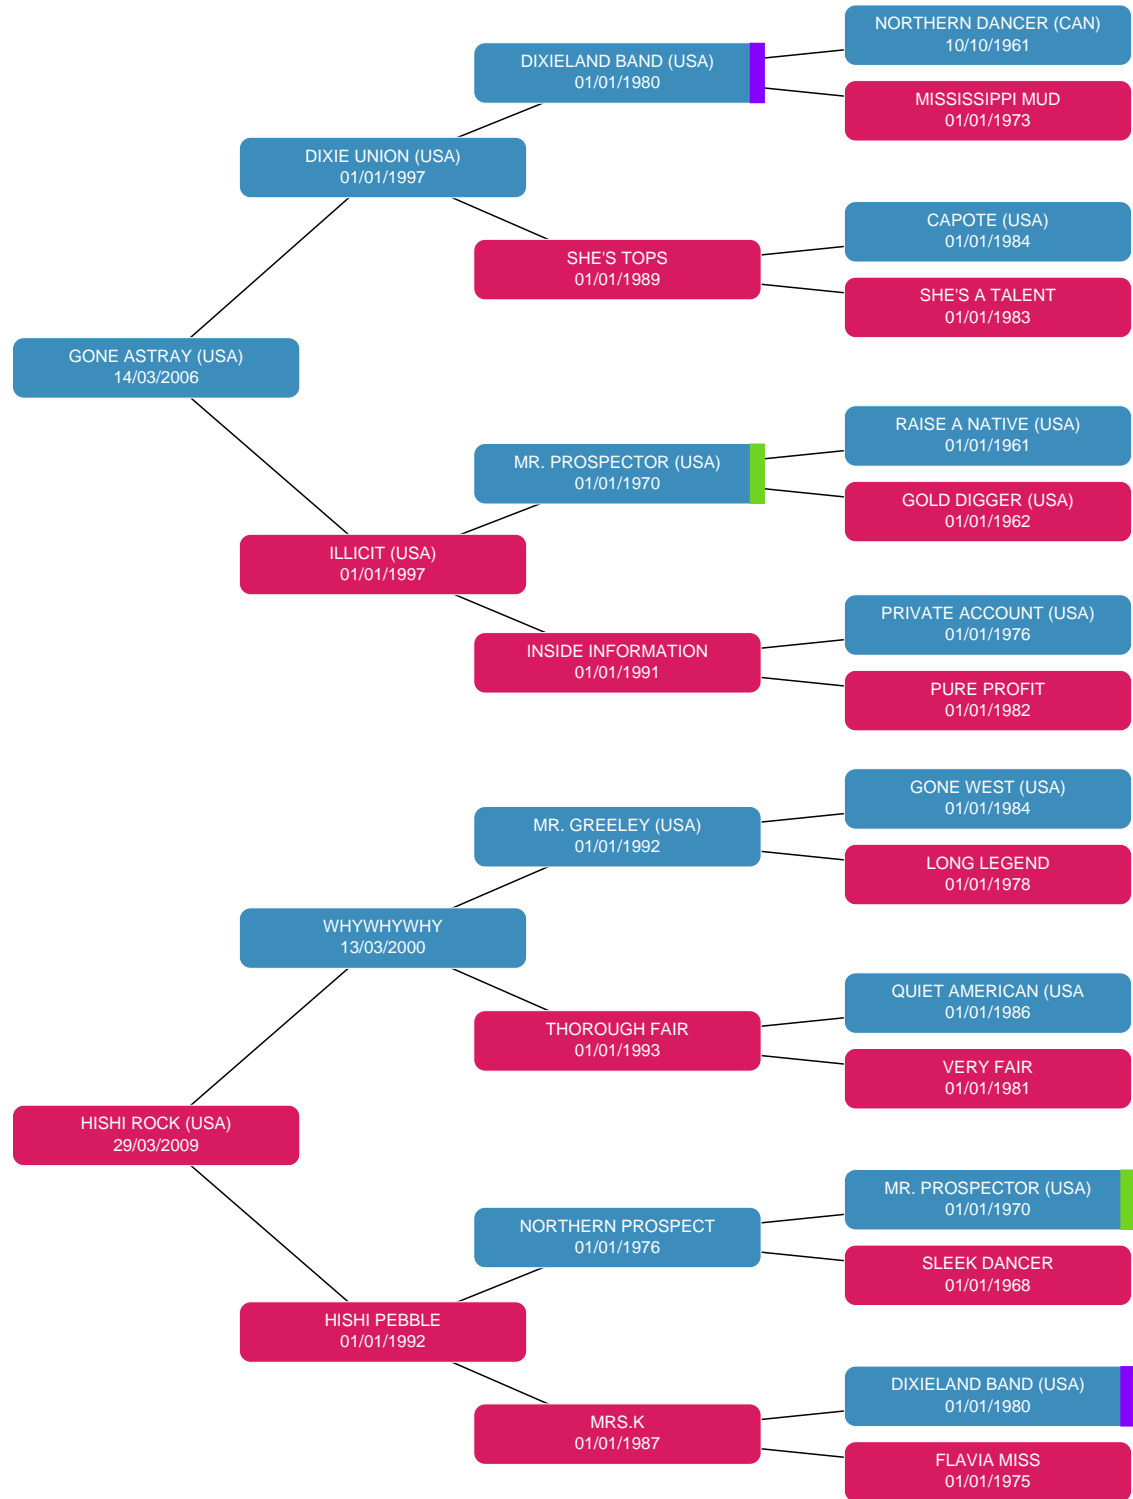 NORTHERN DANCER (CAN)
10/10/1961
DIXIELAND BAND (USA)
01/01/1980
MISSISSIPPI MUD
01/01/1973
DIXIE UNION (USA)
01/01/1997
CAPOTE (USA)
01/01/1984
SHE'S TOPS
01/01/1989
SHE'S A TALENT
01/01/1983
GONE ASTRAY (USA)
14/03/2006
RAISE A NATIVE (USA)
01/01/1961
MR. PROSPECTOR (USA)
01/01/1970
GOLD DIGGER (USA)
01/01/1962
ILLICIT (USA)
01/01/1997
PRIVATE ACCOUNT (USA)
01/01/1976
INSIDE INFORMATION
01/01/1991
PURE PROFIT
01/01/1982
GONE WEST (USA)
01/01/1984
MR. GREELEY (USA)
01/01/1992
LONG LEGEND
01/01/1978
WHYWHYWHY
13/03/2000
QUIET AMERICAN (USA
01/01/1986
THOROUGH FAIR
01/01/1993
VERY FAIR
01/01/1981
HISHI ROCK (USA)
29/03/2009
MR. PROSPECTOR (USA)
01/01/1970
NORTHERN PROSPECT
01/01/1976
SLEEK DANCER
01/01/1968
HISHI PEBBLE
01/01/1992
DIXIELAND BAND (USA)
01/01/1980
MRS.K
01/01/1987
FLAVIA MISS
01/01/1975